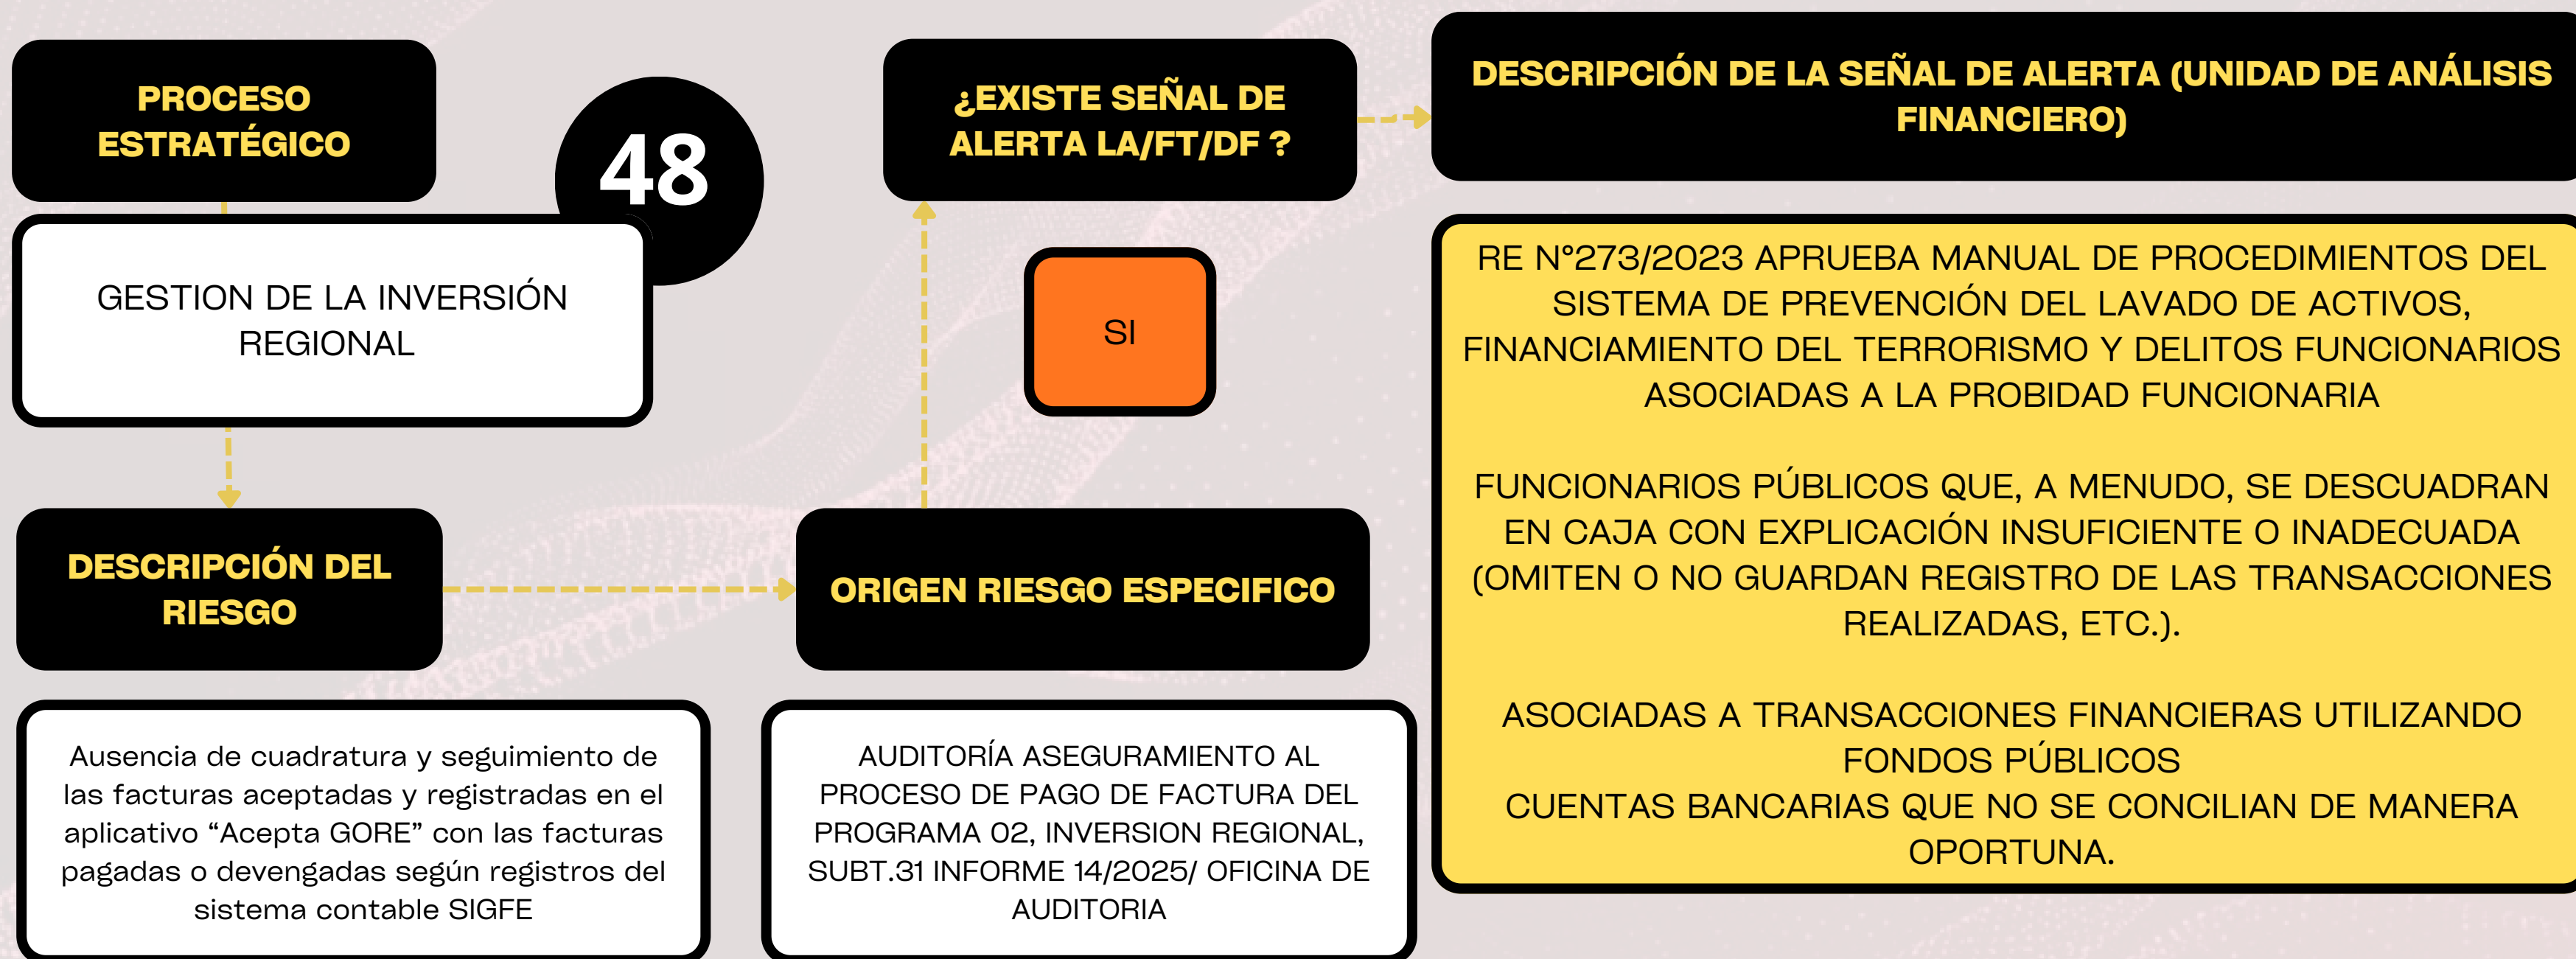 PROCESO
ESTRATÉGICO
48
GESTION DE LA INVERSIÓN
REGIONAL
DESCRIPCIÓN DEL
RIESGO
Ausencia de cuadratura y seguimiento de
las facturas aceptadas y registradas en el
aplicativo “Acepta GORE” con las facturas
pagadas o devengadas según registros del
sistema contable SIGFE
ORIGEN RIESGO ESPECIFICO
AUDITORÍA ASEGURAMIENTO AL
PROCESO DE PAGO DE FACTURA DEL
PROGRAMA 02, INVERSION REGIONAL,
SUBT.31 INFORME 14/2025/ OFICINA DE
AUDITORIA
¿EXISTE SEÑAL DE
ALERTA LA/FT/DF ?
SI
DESCRIPCIÓN DE LA SEÑAL DE ALERTA (UNIDAD DE ANÁLISIS
FINANCIERO)
RE N°273/2023 APRUEBA MANUAL DE PROCEDIMIENTOS DEL
SISTEMA DE PREVENCIÓN DEL LAVADO DE ACTIVOS,
FINANCIAMIENTO DEL TERRORISMO Y DELITOS FUNCIONARIOS
ASOCIADAS A LA PROBIDAD FUNCIONARIA
FUNCIONARIOS PÚBLICOS QUE, A MENUDO, SE DESCUADRAN
EN CAJA CON EXPLICACIÓN INSUFICIENTE O INADECUADA
(OMITEN O NO GUARDAN REGISTRO DE LAS TRANSACCIONES
REALIZADAS, ETC.).
ASOCIADAS A TRANSACCIONES FINANCIERAS UTILIZANDO
FONDOS PÚBLICOS
CUENTAS BANCARIAS QUE NO SE CONCILIAN DE MANERA
OPORTUNA.